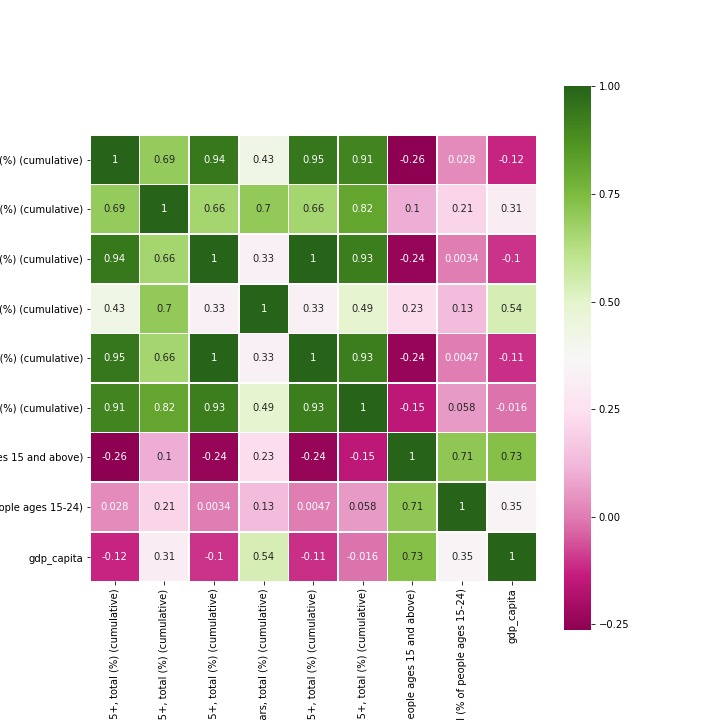 1.00
(%) (cumulative) 1 0.69 0.94 0.43 0.95 0.91 -0.26 0.028 -0.12
0.75
(%) (cumulative) 0.69 1 0.66 0.7 0.66 0.82 0.1 0.21 0.31
(%) (cumulative) 0.94 0.66 1 0.33 1 0.93 -0.24 0.0034 -0.1
0.50
(%) (cumulative) 0.43 0.7 0.33 1 0.33 0.49 0.23 0.13 0.54
(%) (cumulative) 0.95 0.66 1 0.33 1 0.93 -0.24 0.0047 -0.11
0.25
(%) (cumulative) 0.91 0.82 0.93 0.49 0.93 1 -0.15 0.058 -0.016
es 15 and above) -0.26 0.1 -0.24 0.23 -0.24 -0.15 1 0.71 0.73
ople ages 15-24) 0.028 0.21 0.0034 0.13 0.0047 0.058 0.71 1 0.35
0.00
gdp_capita -0.12 0.31 -0.1 0.54 -0.11 -0.016 0.73 0.35 1
−0.25
5+, total (%) (cumulative)
5+, total (%) (cumulative)
5+, total (%) (cumulative)
ars, total (%) (cumulative)
5+, total (%) (cumulative)
5+, total (%) (cumulative)
eople ages 15 and above)
l (% of people ages 15-24)
gdp_capita